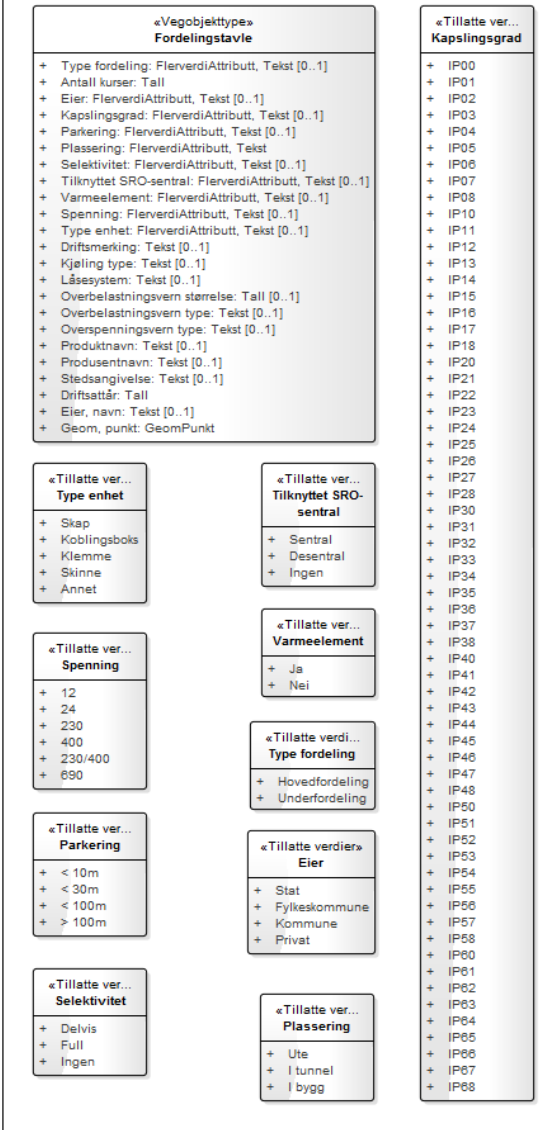 «Vegobjekttype»
Fordelingstavle
+ Type fordeling: FlerverdiAttributt, Tekst [0..1]
+ Antall kurser: Tall
+ Eier: FlerverdiAttributt, Tekst [0..1]
+ Kapslingsgrad: FlerverdiAttributt, Tekst [0..1]
+ Parkering: FlerverdiAttributt, Tekst [0..1]
+ Plassering: FlerverdiAttributt, Tekst
+ Selektivitet: FlerverdiAttributt, Tekst [0..1]
+ Tilknyttet SRO-sentral: FlerverdiAttributt, Tekst [0..1]
+ Varmeelement: FlerverdiAttributt, Tekst [0..1]
+ Spenning: FlerverdiAttributt, Tekst [0..1]
+ Type enhet: FlerverdiAttributt, Tekst [0..1]
+ Driftsmerking: Tekst [0..1]
+ Kjøling type: Tekst [0..1]
+ Låsesystem: Tekst [0..1]
+ Overbelastningsvern størrelse: Tall [0..1]
+ Overbelastningsvern type: Tekst [0..1]
+ Overspenningsvern type: Tekst [0..1]
+ Produktnavn: Tekst [0..1]
+ Produsentnavn: Tekst [0..1]
+ Stedsangivelse: Tekst [0..1]
+ Driftsattår: Tall
+ Eier, navn: Tekst [0..1]
+ Geom, punkt: GeomPunkt
«Tillatte ver...
Type enhet
+ Skap
+ Koblingsboks
+ Klemme
+ Skinne
+ Annet
«Tillatte ver...
Tilknyttet SRO-
sentral
+ Sentral
+ Desentral
+ Ingen
«Tillatte ver...
Spenning
+ 12
+ 24
+ 230
+ 400
+ 230/400
+ 690
«Tillatte ver...
Varmeelement
+ Ja
+ Nei
«Tillatte verdi...
Type fordeling
+ Hovedfordeling
+ Underfordeling
«Tillatte ver...
Parkering
+ < 10m
+ < 30m
+ < 100m
+ > 100m
«Tillatte verdier»
Eier
+ Stat
+ Fylkeskommune
+ Kommune
+ Privat
«Tillatte ver...
Selektivitet
+ Delvis
+ Full
+ Ingen
«Tillatte ver...
Plassering
+ Ute
+ I tunnel
+ I bygg
«Tillatte ver...
Kapslingsgrad
+ IP00
+ IP01
+ IP02
+ IP03
+ IP04
+ IP05
+ IP06
+ IP07
+ IP08
+ IP10
+ IP11
+ IP12
+ IP13
+ IP14
+ IP15
+ IP16
+ IP17
+ IP18
+ IP20
+ IP21
+ IP22
+ IP23
+ IP24
+ IP25
+ IP26
+ IP27
+ IP28
+ IP30
+ IP31
+ IP32
+ IP33
+ IP34
+ IP35
+ IP36
+ IP37
+ IP38
+ IP40
+ IP41
+ IP42
+ IP43
+ IP44
+ IP45
+ IP46
+ IP47
+ IP48
+ IP50
+ IP51
+ IP52
+ IP53
+ IP54
+ IP55
+ IP56
+ IP57
+ IP58
+ IP60
+ IP61
+ IP62
+ IP63
+ IP64
+ IP65
+ IP66
+ IP67
+ IP68